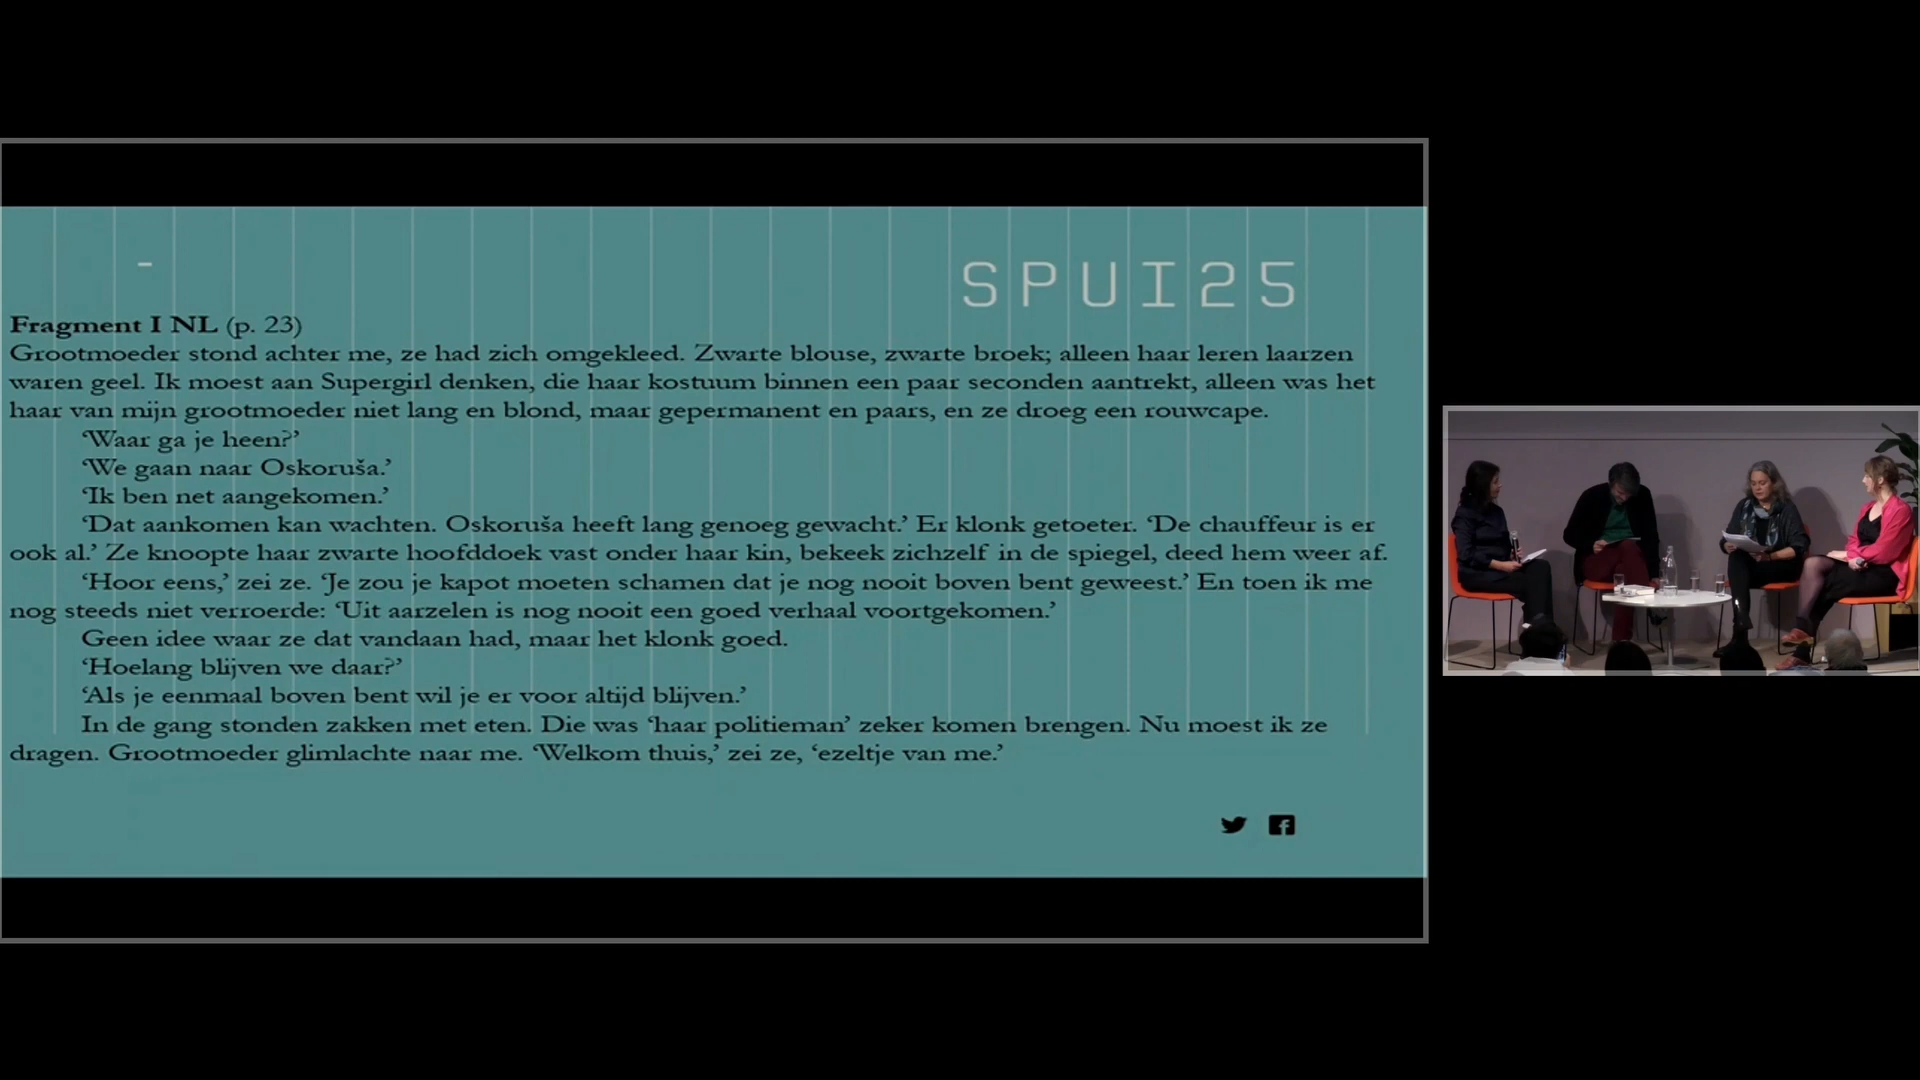 SPUI25
Fragment I NL (p. 23)
Grootmoeder stond achter me, ze had zich omgekleed. Zwarte blouse, zwarte broek; alleen haar leren laarzen
waren geel. Ik moest aan Supergirl denken, die haar kostuum binnen een paar seconden aantrekt, alleen was het
haar van mijn grootmoeder niet lang en blond, maar gepermanent en paars, en ze droeg een rouwcape.
‘Waar ga je heen?’
‘We gaan naar Oskoruša.’
‘Ik ben net aangekomen.’
‘Dat aankomen kan wachten. Oskoruša heeft lang genoeg gewacht.’ Er klonk getoeter. ‘De chauffeur is er
ook al.’ Ze knoopte haar zwarte hoofddoek vast onder haar kin, bekeek zichzelf in de spiegel, deed hem weer af.
‘Hoor eens,’ zei ze. ‘Je zou je kapot moeten schamen dat je nog nooit boven bent geweest.’ En toen ik me
nog steeds niet verroerde: ‘Uit aarzelen is nog nooit een goed verhaal voortgekomen.’
Geen idee waar ze dat vandaan had, maar het klonk goed.
‘Hoelang blijven we daar?’
‘Als je eenmaal boven bent wil je er voor altijd blijven.’
In de gang stonden zakken met eten. Die was ‘haar politieman’ zeker komen brengen. Nu moest ik ze
dragen. Grootmoeder glimlachte naar me. ‘Welkom thuis,’ zei ze, ‘ezeltje van me.’